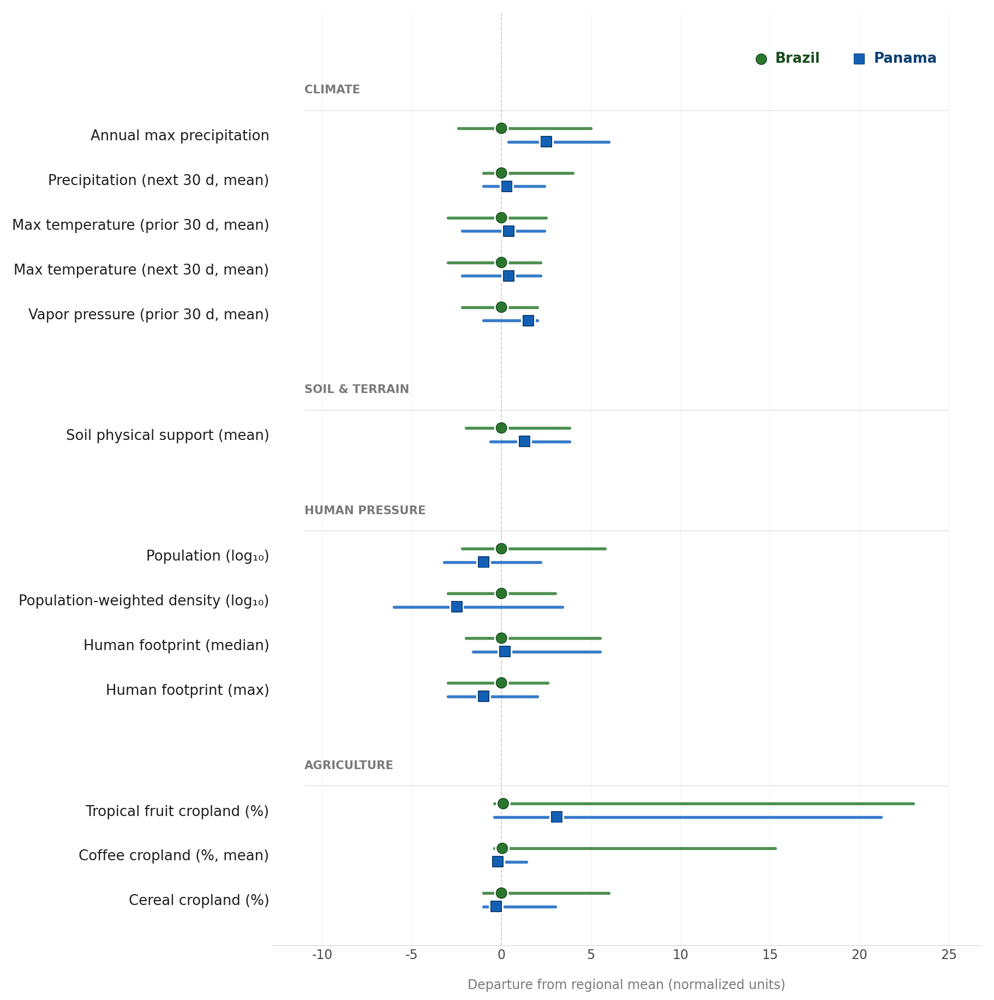 Brazil
Panama
CLIMATE
Annual max precipitation
Precipitation (next 30 d, mean)
Max temperature (prior 30 d, mean)
Max temperature (next 30 d, mean)
Vapor pressure (prior 30 d, mean)
SOIL & TERRAIN
Soil physical support (mean)
HUMAN PRESSURE
Population (log₁₀)
Population-weighted density (log₁₀)
Human footprint (median)
Human footprint (max)
AGRICULTURE
Tropical fruit cropland (%)
Coffee cropland (%, mean)
Cereal cropland (%)
-10 -5 0 5 10 15 20 25
Departure from regional mean (normalized units)